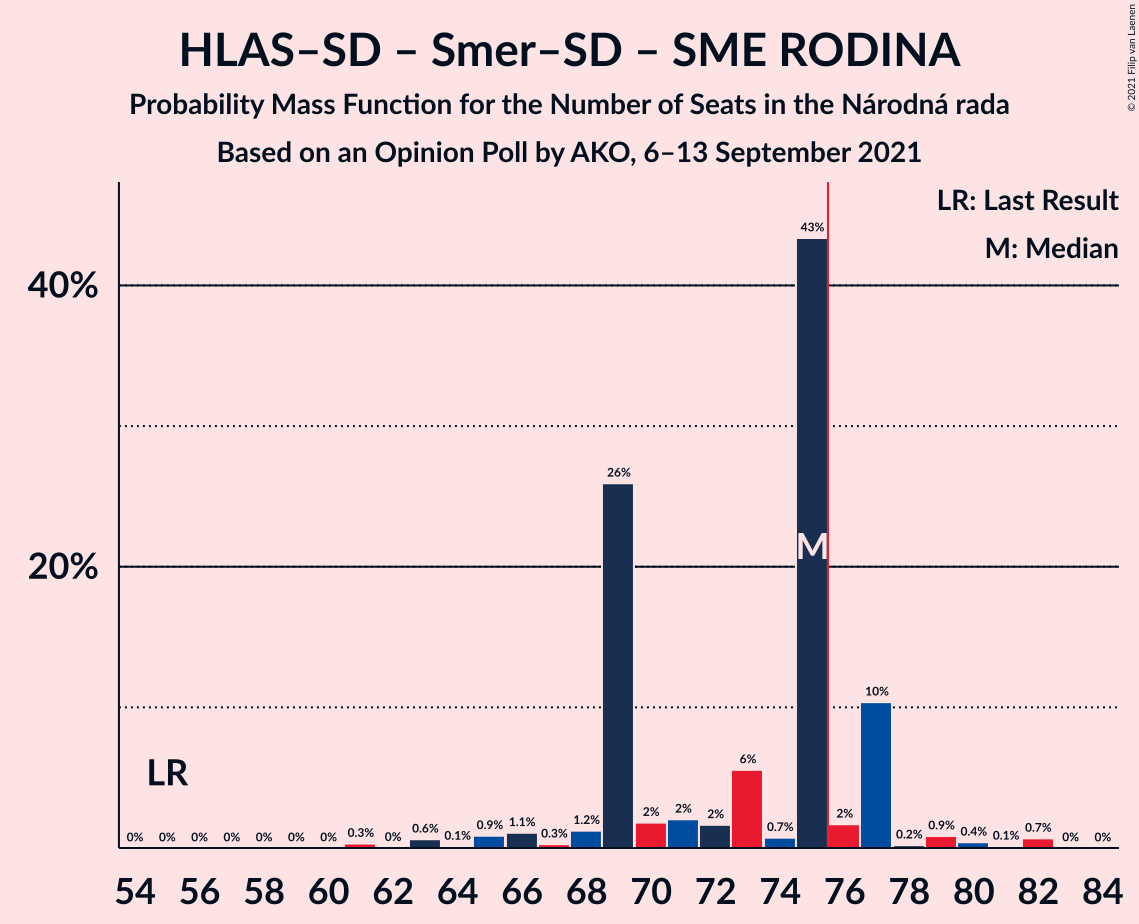 HLAS–SD – Smer–SD – SME RODINA
Probability Mass Function for the Number of Seats in the Národná rada
Based on an Opinion Poll by AKO, 6–13 September 2021
© 2021 Filip van Laenen
LR: Last Result
M: Median
40%
20%
LR
M
0% 0% 0% 0% 0% 0% 0% 0.3% 0% 0.6% 0.1% 0.9% 1.1% 0.3% 1.2% 26% 2% 2% 2% 6% 0.7% 43% 2% 10% 0.2% 0.9% 0.4% 0.1% 0.7% 0% 0%
54 56 58 60 62 64 66 68 70 72 74 76 78 80 82 84